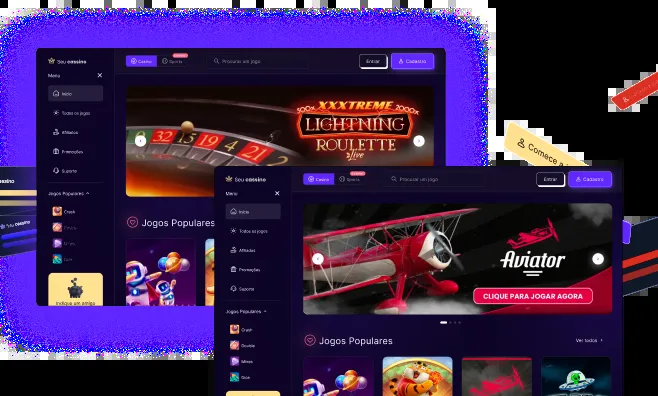 Seu cassino
Menu
Início
Todos os jogos
Afiliados
Promoções
Suporte
Jogos Populares
Crash
Double
Mines
Dice
Indique um amigo
Cassino
Sports
Procurar um jogo
Entrar
Cadastro
XXXTREME
500X
2000X
LIGHTNING
ROULETTE
Live
Jogos Populares
Seu cassino
Menu
Início
Todos os jogos
Afiliados
Promoções
Suporte
Jogos Populares
Crash
Double
Mines
Dice
Cassino
Sports
Procurar um jogo
Entrar
Cadastro
Aviator
CLIQUE PARA JOGAR AGORA
Jogos Populares
Ver todos
Comece a